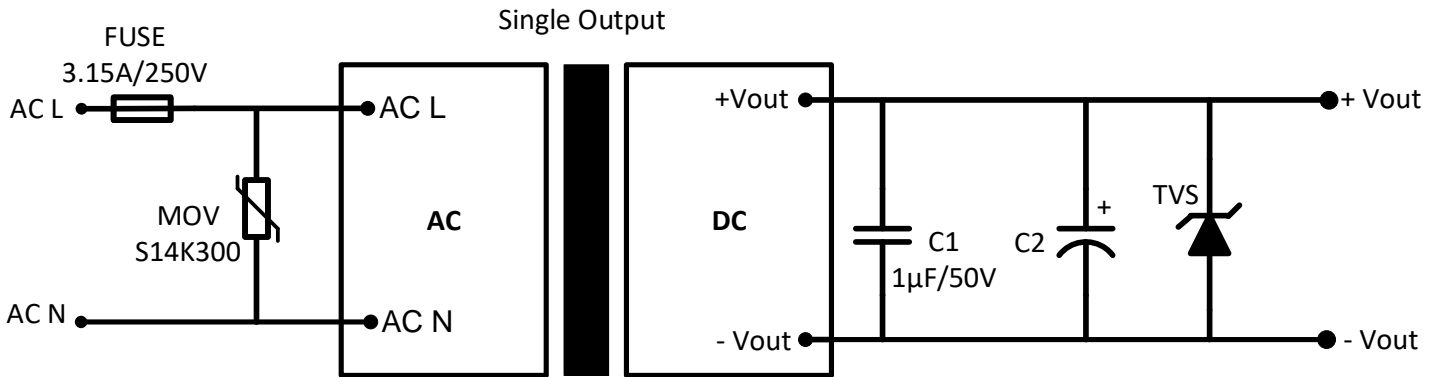 Single Output
FUSE
3.15A/250V
AC L
AC L
+Vout
+ Vout
MOV
S14K300
AC
DC
C1
1µF/50V
C2
+
TVS
AC N
AC N
- Vout
- Vout